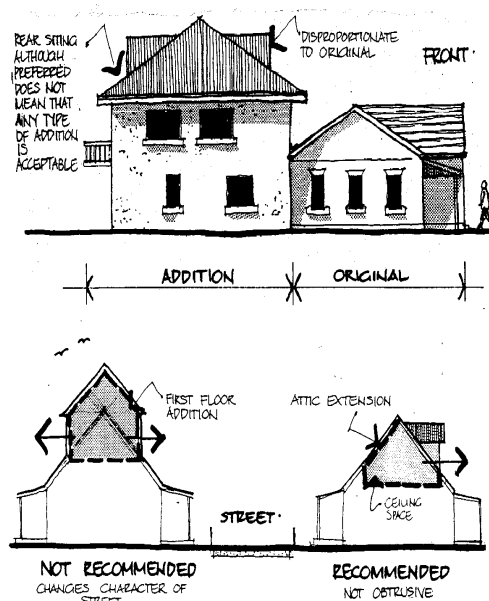 REAR SITING
ALTHOUGH
PREFERRED
DOES NOT
MEAN THAT
ANY TYPE
OF ADDITION
IS
ACCEPTABLE
DISPROPORTIONATE
TO ORIGINAL
FRONT.
ADDITION
ORIGINAL
FIRST FLOOR
ADDITION
ATTIC EXTENSION
CEILING
SPACE
STREET.
NOT RECOMMENDED
CHANGES CHARACTER OF
STREET
RECOMMENDED
NOT OBTRUSIVE